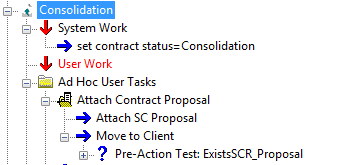 Consolidation
System Work
set contract status=Consolidation
User Work
Ad Hoc User Tasks
Attach Contract Proposal
Attach SC Proposal
Move to Client
? Pre-Action Test: ExistsSCR_Proposal